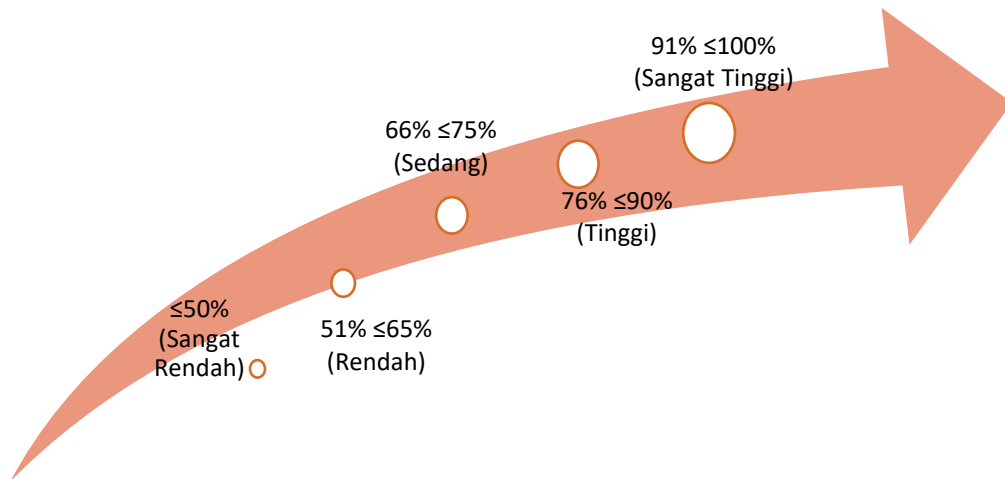 91% ≤100%
(Sangat Tinggi)
66% ≤75%
(Sedang)
76% ≤90%
(Tinggi)
≤50%
(Sangat
Rendah)
51% ≤65%
(Rendah)